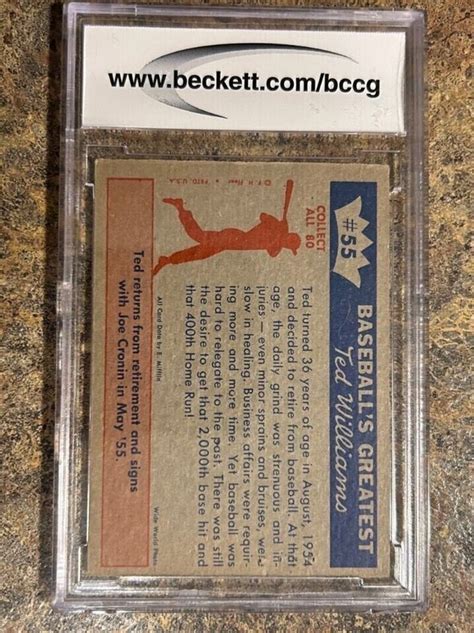 www.beckett.com/bccg
#55
BASEBALL'S GREATEST
Ted Williams
Ted turned 36 years of age in August, 1954
and decided to retire from baseball. At that
age, the daily grind was strenuous and in-
juries — even minor sprains and bruises, were
slow in healing. Business affairs were requir-
ing more and more time. Yet baseball was
hard to relegate to the past. There was still
the desire to get that 2,000th base hit and
that 400th Home Run!
COLLECT
ALL 80
© F. H. Fleer • PRTD. U.S.A.
All Card Data by E. Mifflin
Wide World Photo
Ted returns from retirement and signs
with Joe Cronin in May '55.